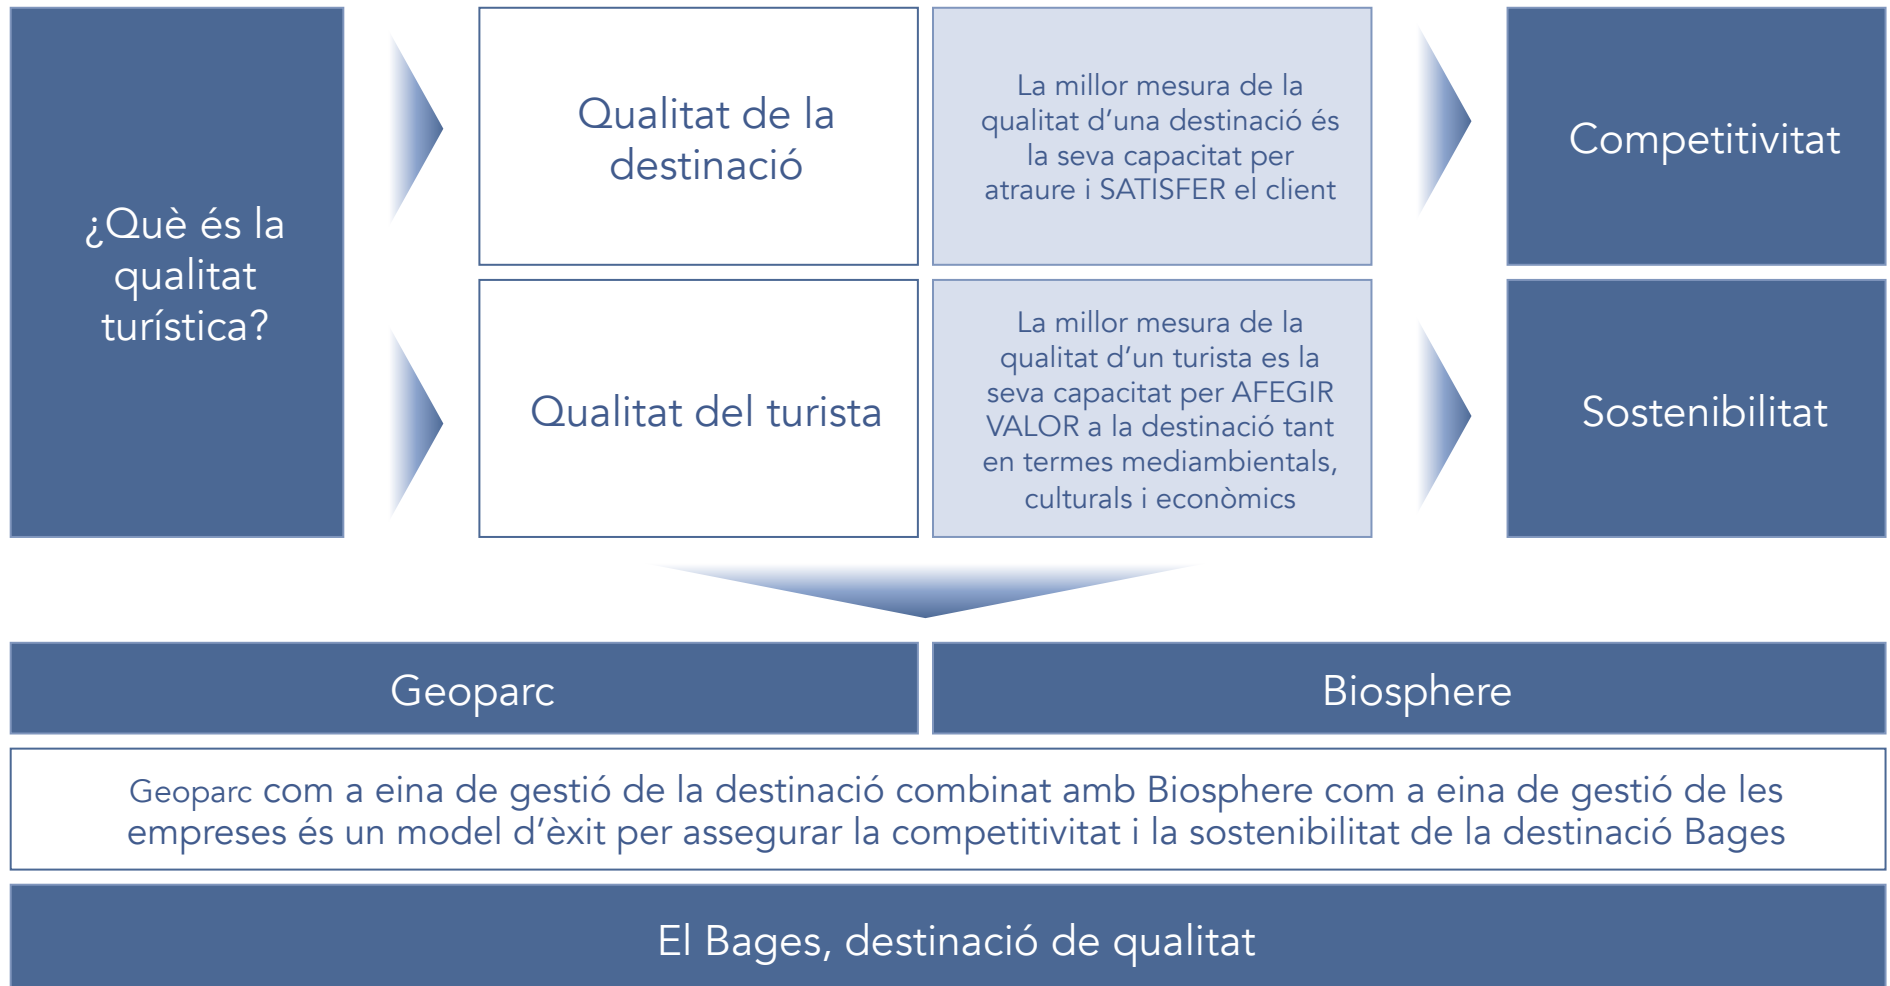 ¿Què és la
qualitat
turística?
Qualitat de la
destinació
La millor mesura de la
qualitat d’una destinació és
la seva capacitat per
atraure i SATISFER el client
Competitivitat
Qualitat del turista
La millor mesura de la
qualitat d’un turista es la
seva capacitat per AFEGIR
VALOR a la destinació tant
en termes mediambientals,
culturals i econòmics
Sostenibilitat
Geoparc
Biosphere
Geoparc com a eina de gestió de la destinació combinat amb Biosphere com a eina de gestió de les
empreses és un model d’èxit per assegurar la competitivitat i la sostenibilitat de la destinació Bages
El Bages, destinació de qualitat